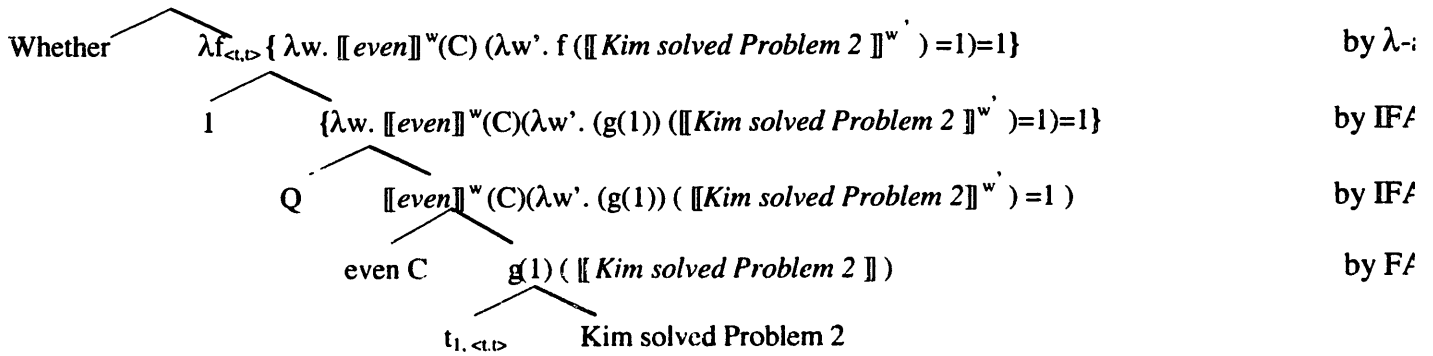 Whether λf<t,t>{ λw. [[even]]ʷ(C) (λw'. f ([[ Kim solved Problem 2 ]]ʷ' ) =1)=1} by λ-
1 {λw. [[even]]ʷ(C)(λw'. (g(1)) ([[Kim solved Problem 2 ]]ʷ' )=1)=1} by IFA
Q [[even]]ʷ (C)(λw'. (g(1)) ( [[Kim solved Problem 2]]ʷ' ) =1 ) by IFA
even C g(1) ( [[ Kim solved Problem 2 ]] ) by FA
t1, <t,t> Kim solved Problem 2